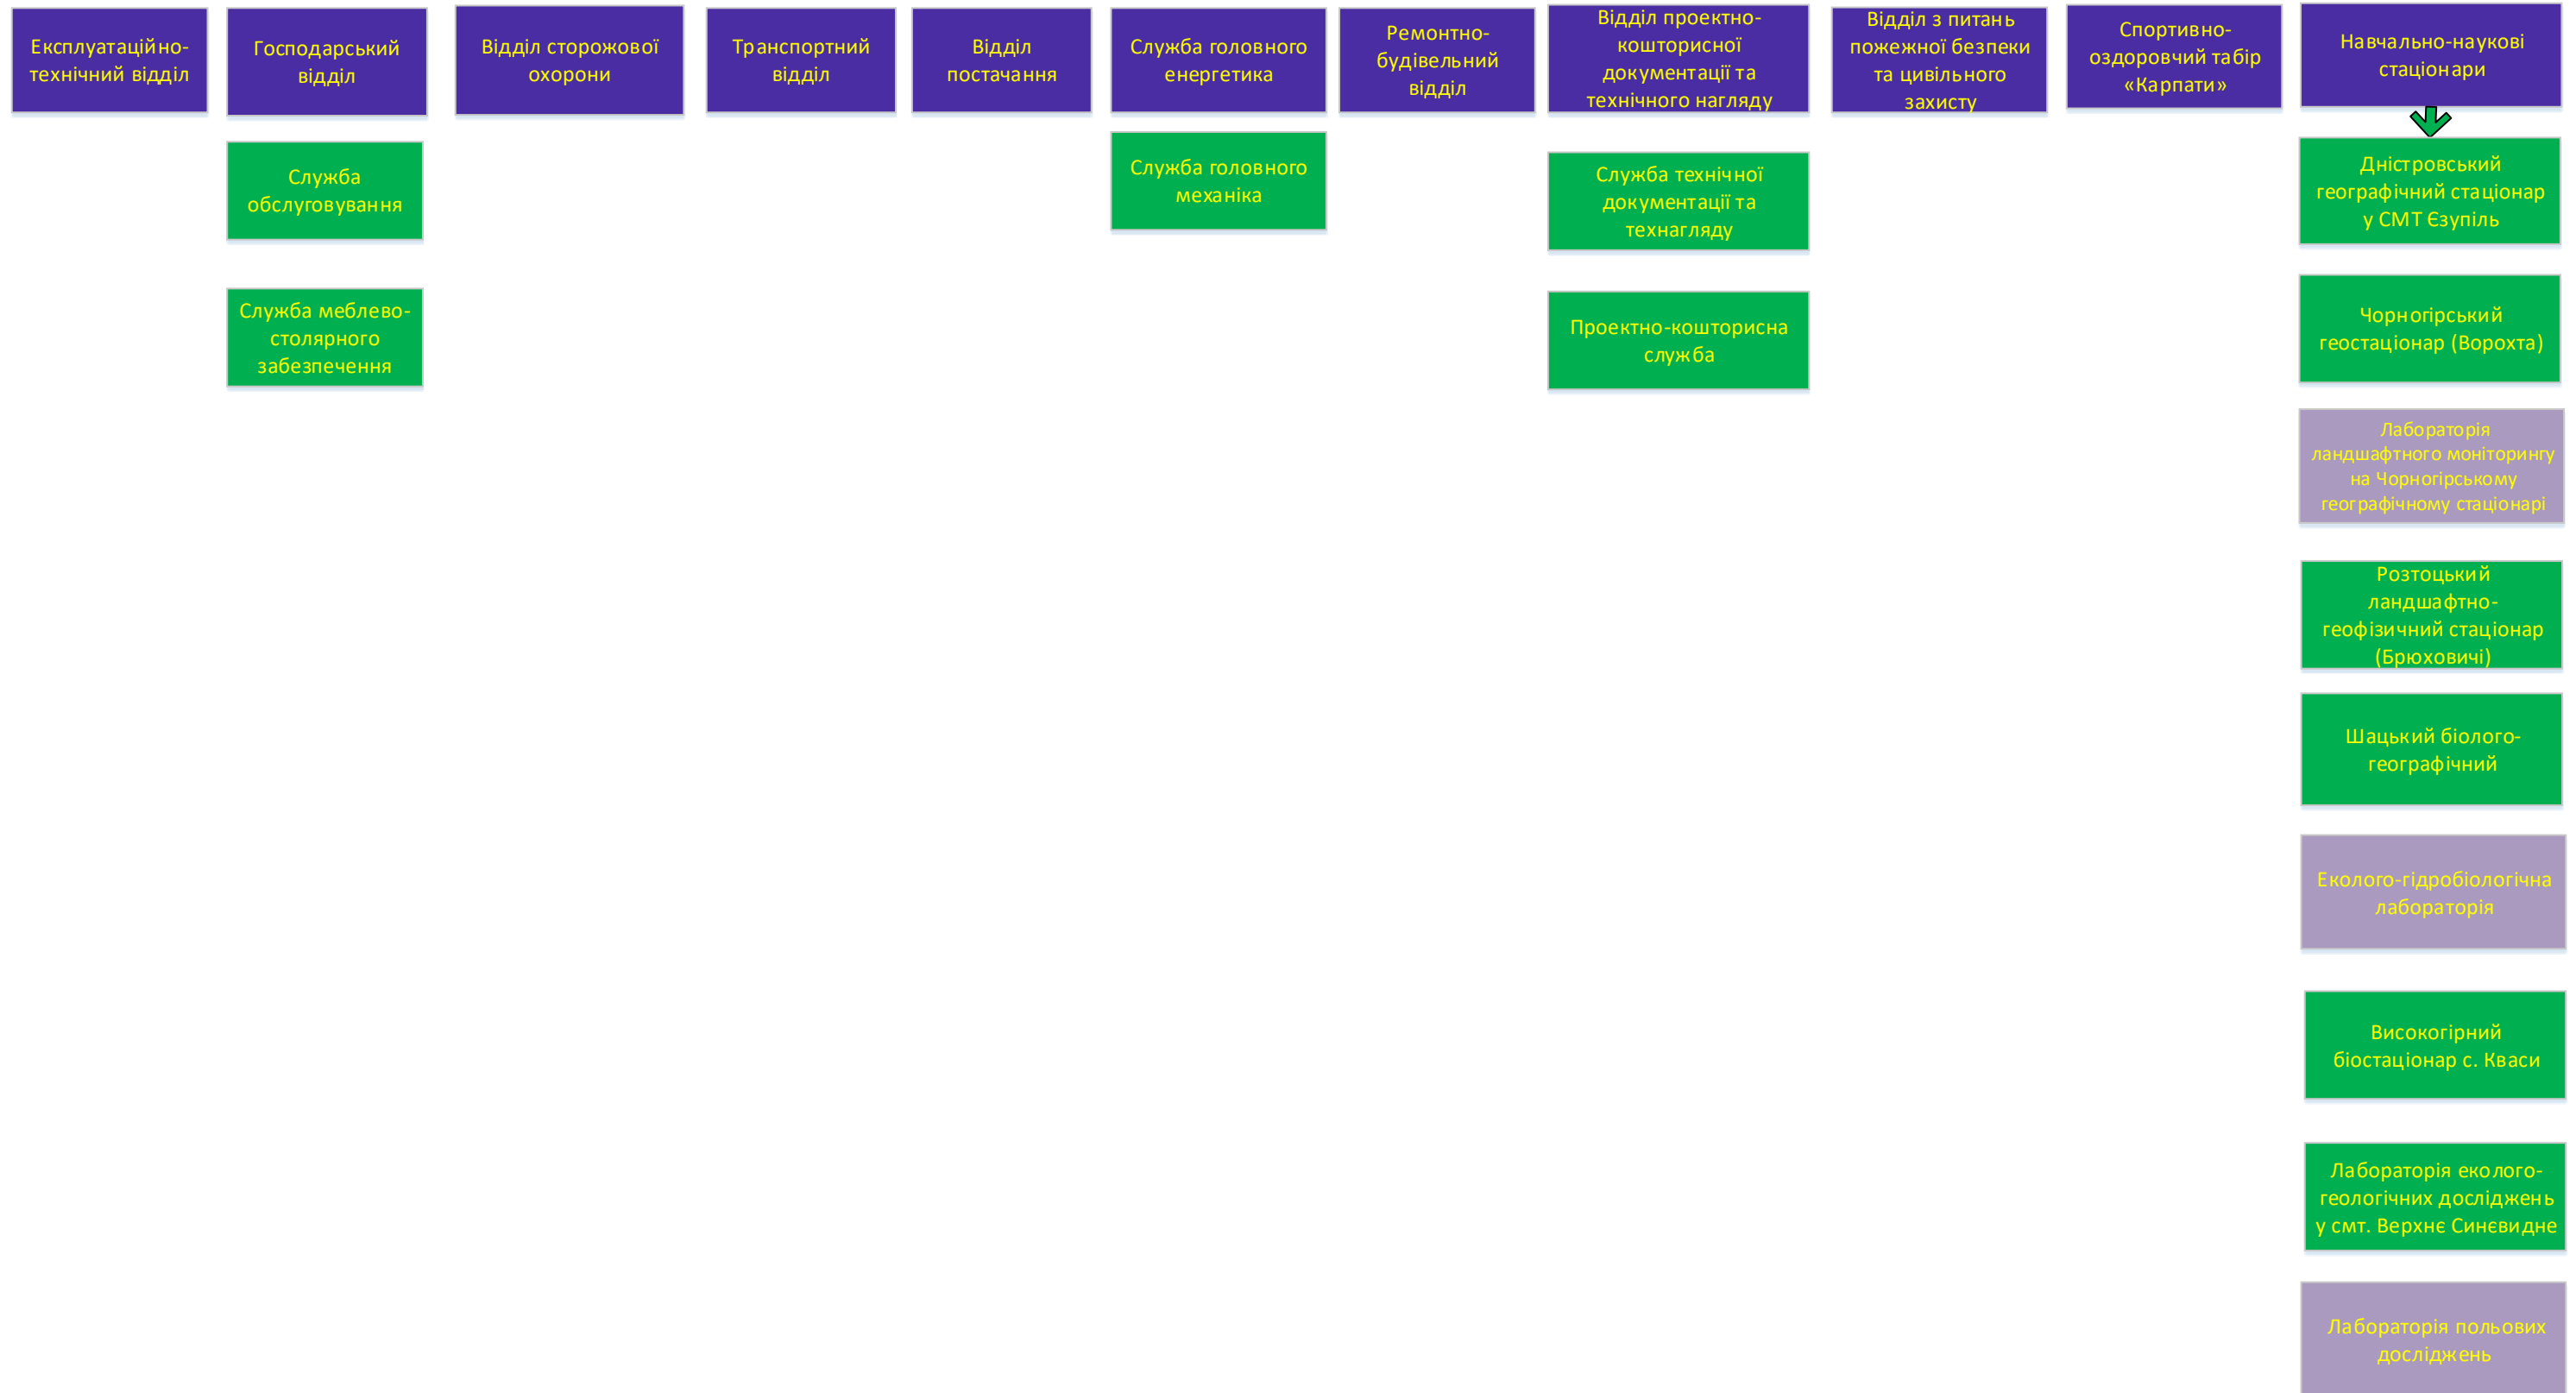 Експлуатаційно-
технічний відділ
Господарський
відділ
Відділ сторожової
охорони
Транспортний
відділ
Відділ
постачання
Служба головного
енергетика
Ремонтно-
будівельний
відділ
Відділ проектно-
кошторисної
документації та
технічного нагляду
Відділ з питань
пожежної безпеки
та цивільного
захисту
Спортивно-
оздоровчий табір
«Карпати»
Навчально-наукові
стаціонари
Служба
обслуговування
Служба меблево-
столярного
забезпечення
Служба головного
механіка
Служба технічної
документації та
технагляду
Проектно-кошторисна
служба
Дністровський
географічний стаціонар
у СМТ Єзупіль
Чорногірський
геостаціонар (Ворохта)
Лабораторія
ландшафтного моніторингу
на Чорногірському
географічному стаціонарі
Розтоцький
ландшафтно-
геофізичний стаціонар
(Брюховичі)
Шацький біолого-
географічний
Еколого-гідробіологічна
лабораторія
Високогірний
біостаціонар с. Кваси
Лабораторія еколого-
геологічних досліджень
у смт. Верхнє Синєвидне
Лабораторія польових
досліджень